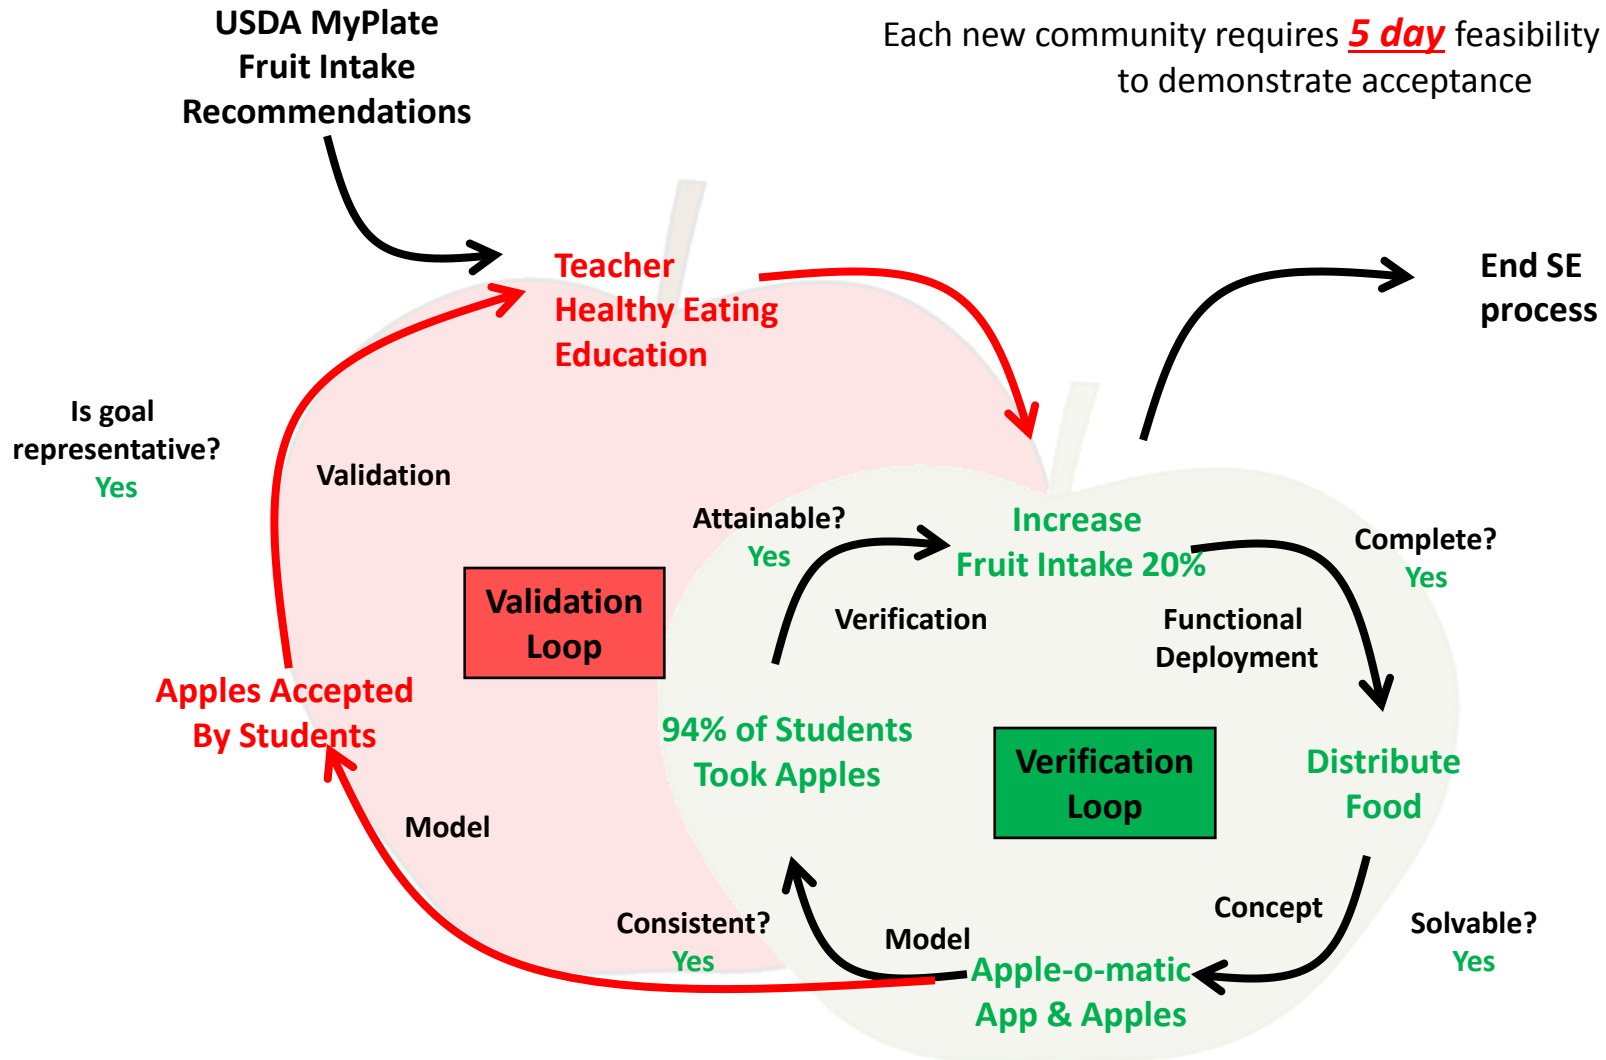 USDA MyPlate
Fruit Intake
Recommendations
Each new community requires 5 day feasibility
to demonstrate acceptance
Teacher
Healthy Eating
Education
End SE
process
Is goal
representative?
Yes
Validation
Attainable?
Yes
Increase
Fruit Intake 20%
Complete?
Yes
Validation
Loop
Verification
Functional
Deployment
Apples Accepted
By Students
94% of Students
Took Apples
Verification
Loop
Distribute
Food
Model
Consistent?
Yes
Model
Concept
Solvable?
Yes
Apple-o-matic
App & Apples